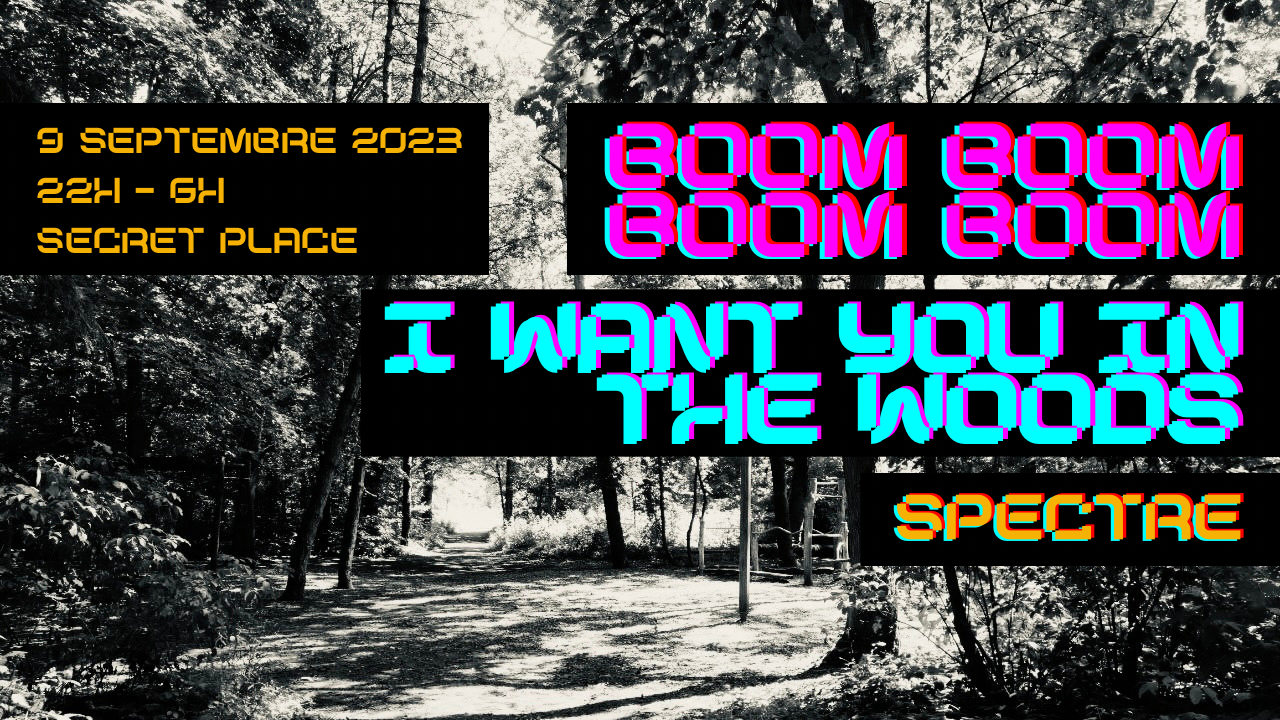 9 SEPTEMBRE 2023
22H - 6H
SECRET PLACE
BOOM BOOM
BOOM BOOM
I WANT YOU IN
THE WOODS
SPECTRE